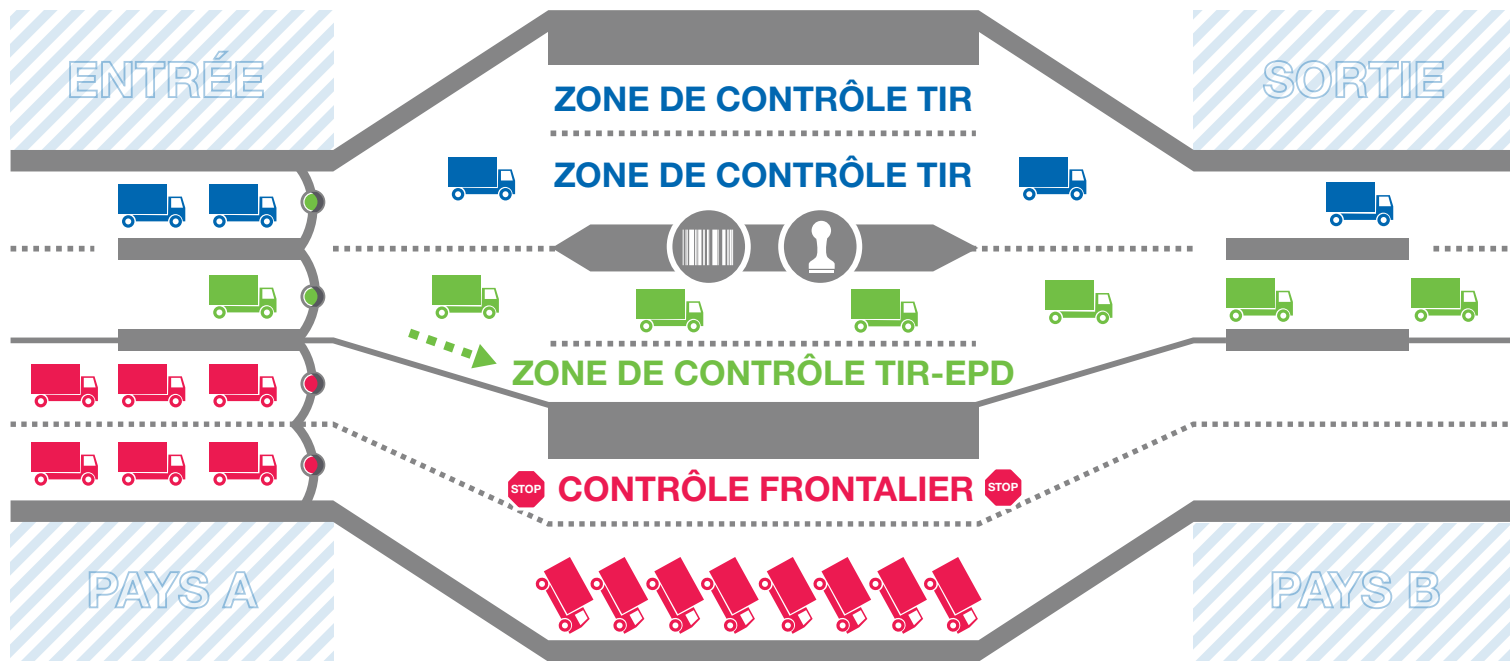 ENTRÉE
SORTIE
ZONE DE CONTRÔLE TIR
ZONE DE CONTRÔLE TIR
ZONE DE CONTRÔLE TIR-EPD
STOP
CONTRÔLE FRONTALIER
STOP
PAYS A
PAYS B